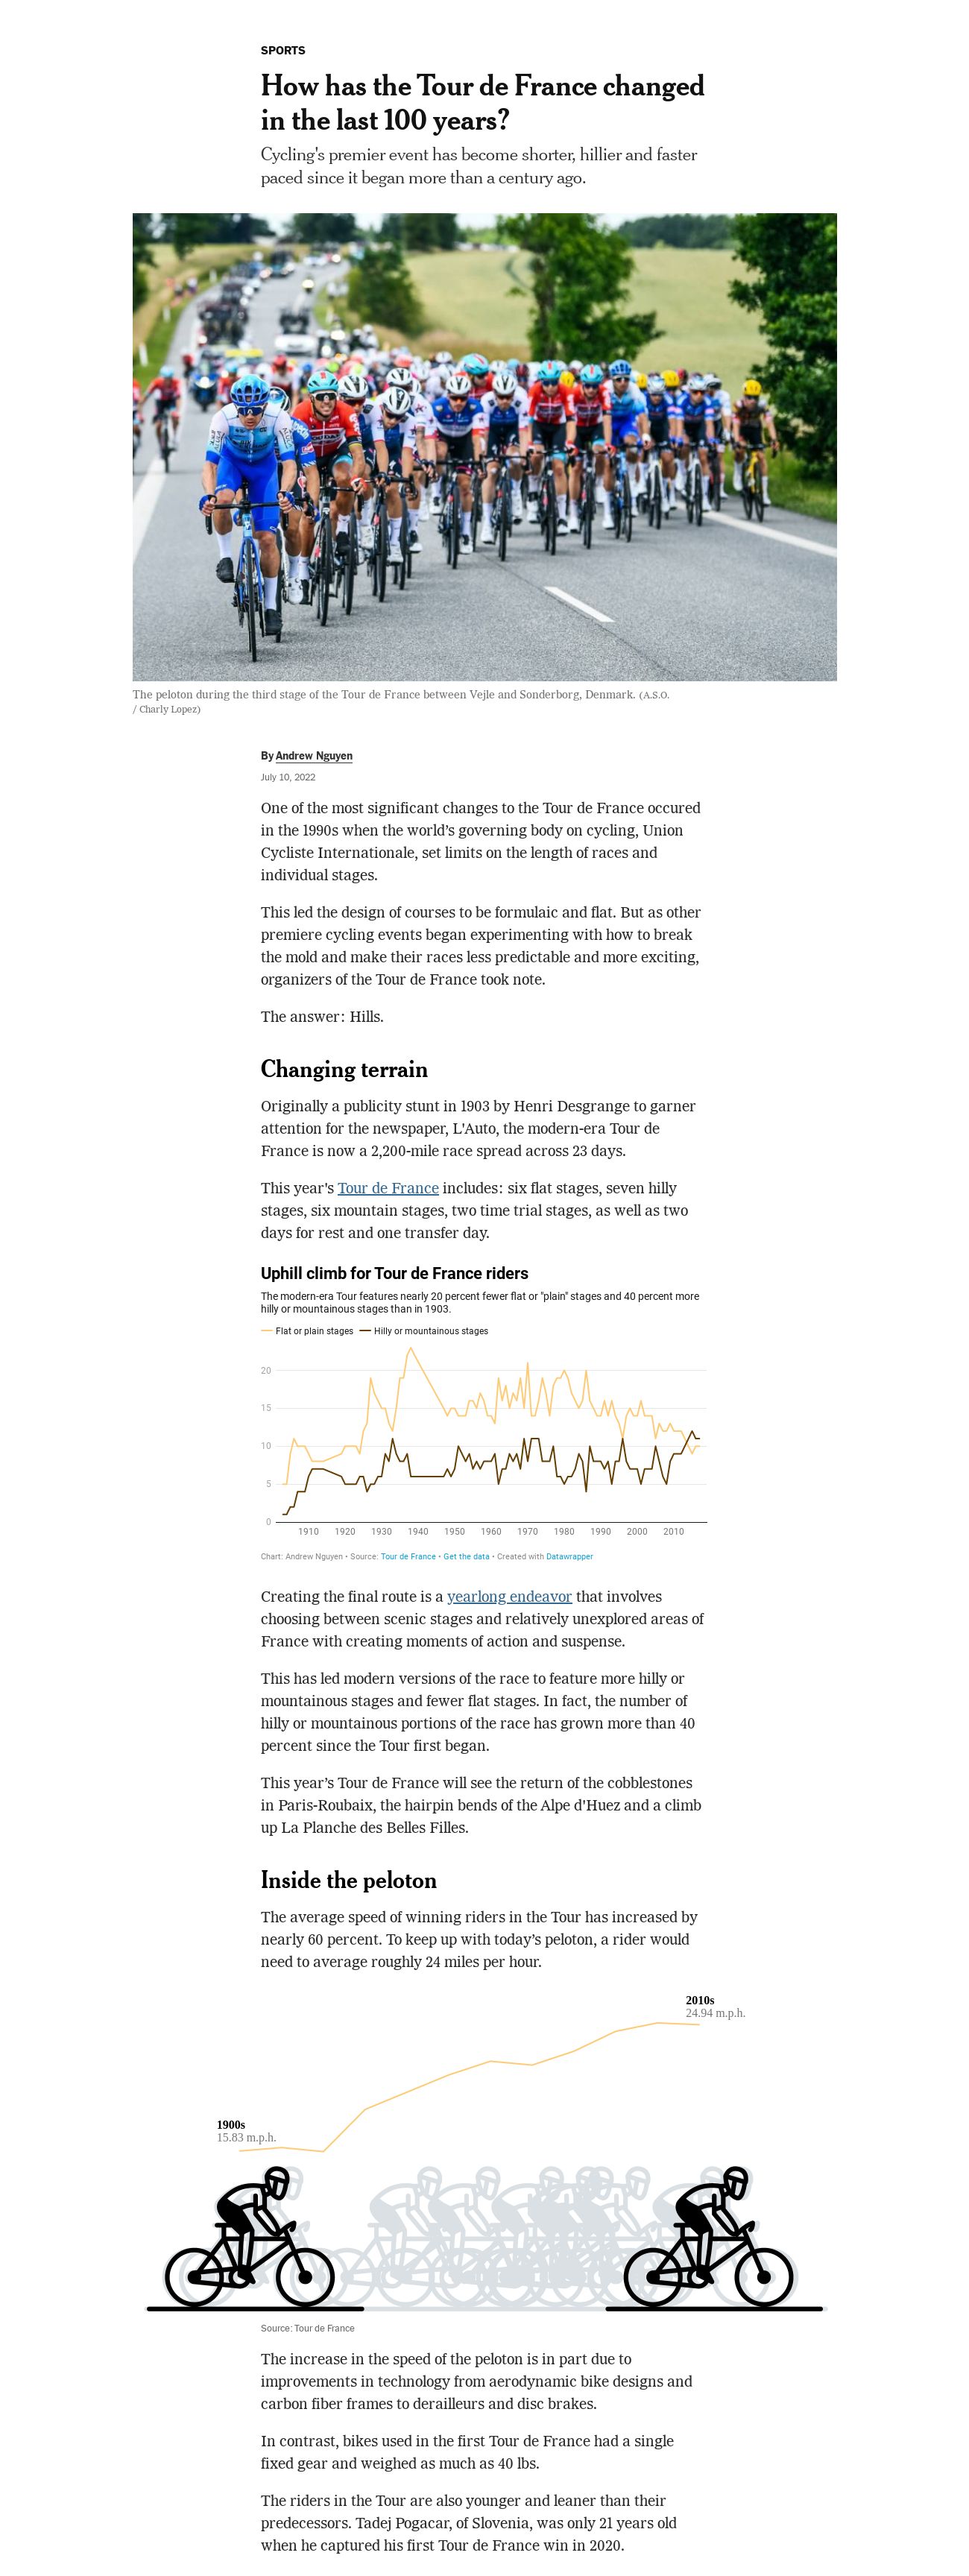 SPORTS
How has the Tour de France changed
in the last 100 years?
Cycling's premier event has become shorter, hillier and faster
paced since it began more than a century ago.
The peloton during the third stage of the Tour de France between Vejle and Sonderborg, Denmark. (A.S.O.
/ Charly Lopez)
By Andrew Nguyen
July 10, 2022
One of the most significant changes to the Tour de France occured
in the 1990s when the world’s governing body on cycling, Union
Cycliste Internationale, set limits on the length of races and
individual stages.
This led the design of courses to be formulaic and flat. But as other
premiere cycling events began experimenting with how to break
the mold and make their races less predictable and more exciting,
organizers of the Tour de France took note.
The answer: Hills.
Changing terrain
Originally a publicity stunt in 1903 by Henri Desgrange to garner
attention for the newspaper, L'Auto, the modern-era Tour de
France is now a 2,200-mile race spread across 23 days.
This year's Tour de France includes: six flat stages, seven hilly
stages, six mountain stages, two time trial stages, as well as two
days for rest and one transfer day.
Uphill climb for Tour de France riders
The modern-era Tour features nearly 20 percent fewer flat or "plain" stages and 40 percent more
hilly or mountainous stages than in 1903.
Flat or plain stages Hilly or mountainous stages
20
15
10
5
0
1910 1920 1930 1940 1950 1960 1970 1980 1990 2000 2010
Chart: Andrew Nguyen • Source: Tour de France • Get the data • Created with Datawrapper
Creating the final route is a yearlong endeavor that involves
choosing between scenic stages and relatively unexplored areas of
France with creating moments of action and suspense.
This has led modern versions of the race to feature more hilly or
mountainous stages and fewer flat stages. In fact, the number of
hilly or mountainous portions of the race has grown more than 40
percent since the Tour first began.
This year’s Tour de France will see the return of the cobblestones
in Paris-Roubaix, the hairpin bends of the Alpe d'Huez and a climb
up La Planche des Belles Filles.
Inside the peloton
The average speed of winning riders in the Tour has increased by
nearly 60 percent. To keep up with today’s peloton, a rider would
need to average roughly 24 miles per hour.
2010s
24.94 m.p.h.
1900s
15.83 m.p.h.
Source: Tour de France
The increase in the speed of the peloton is in part due to
improvements in technology from aerodynamic bike designs and
carbon fiber frames to derailleurs and disc brakes.
In contrast, bikes used in the first Tour de France had a single
fixed gear and weighed as much as 40 lbs.
The riders in the Tour are also younger and leaner than their
predecessors. Tadej Pogacar, of Slovenia, was only 21 years old
when he captured his first Tour de France win in 2020.